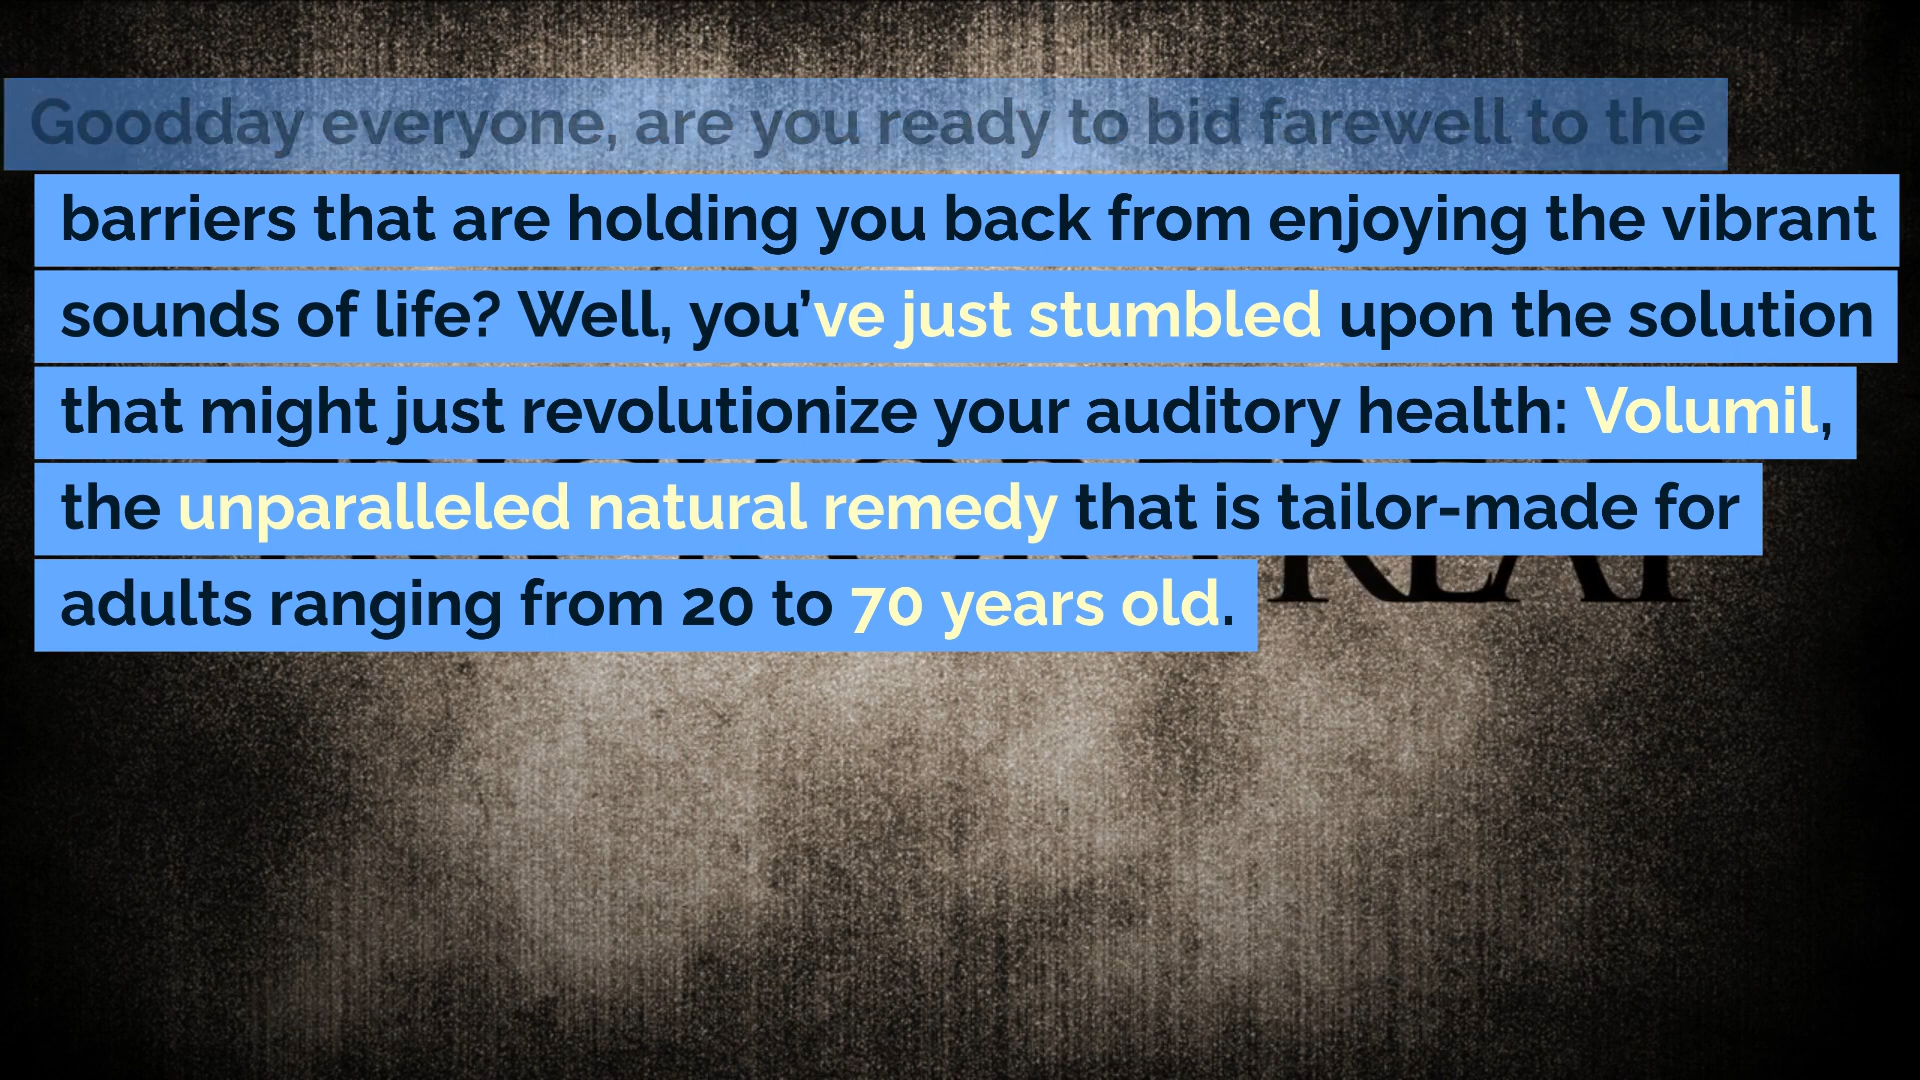 Goodday everyone, are you ready to bid farewell to the
barriers that are holding you back from enjoying the vibrant
sounds of life? Well, you’ve just stumbled upon the solution
that might just revolutionize your auditory health: Volumil,
the unparalleled natural remedy that is tailor-made for
adults ranging from 20 to 70 years old.